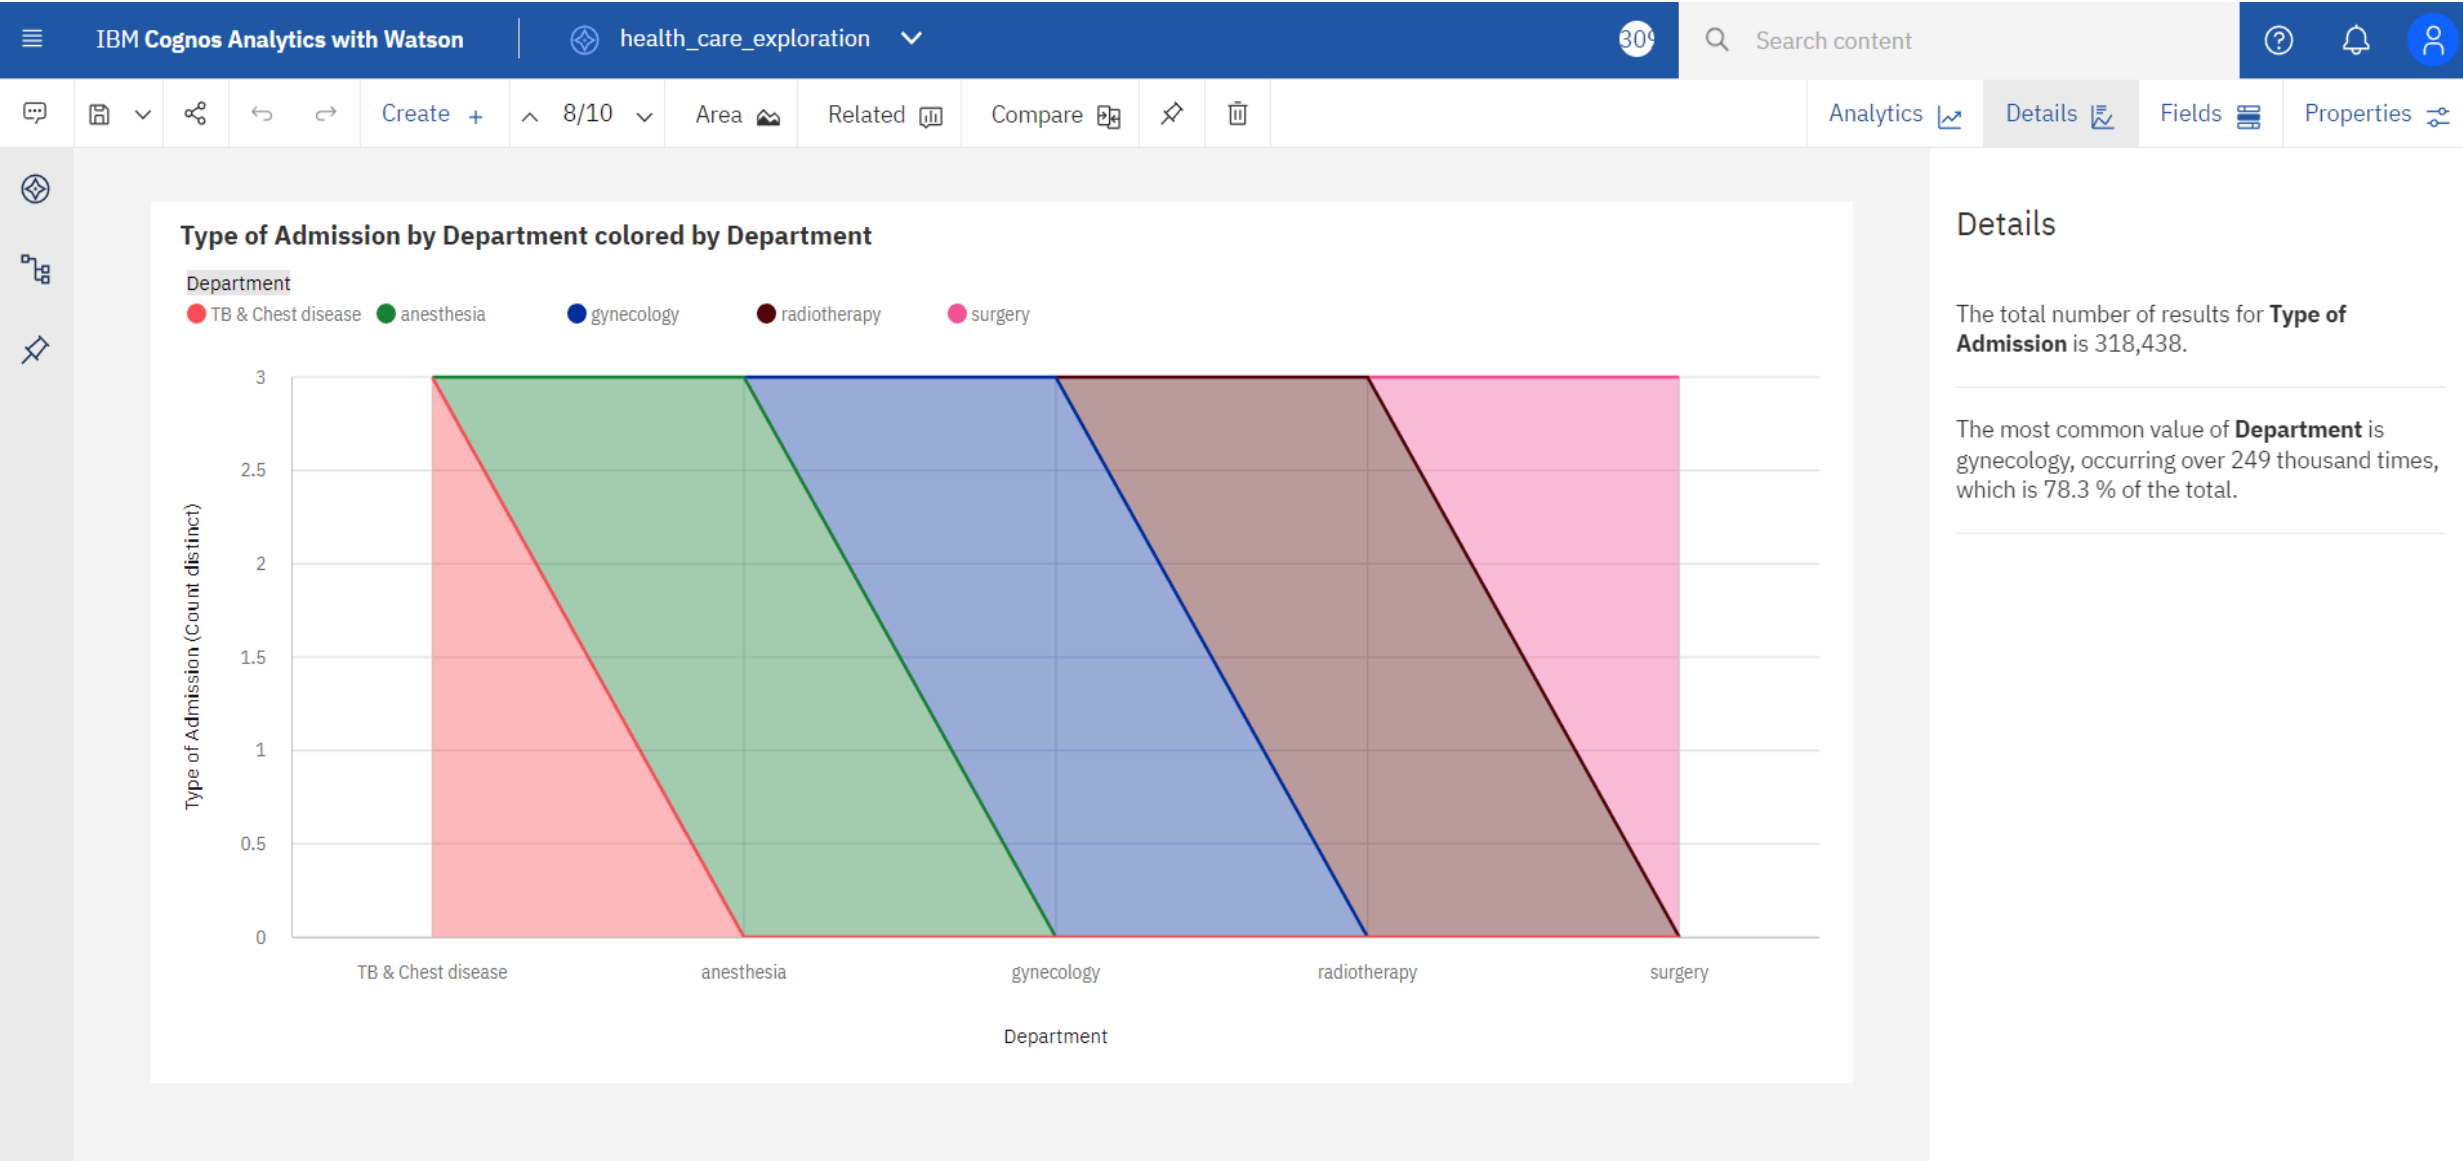 IBM Cognos Analytics with Watson
health_care_exploration
Search content
Create +
8/10
Area
Related
Compare
Analytics
Details
Fields
Properties
Type of Admission by Department colored by Department
Department
TB & Chest disease anesthesia gynecology radiotherapy surgery
Type of Admission (Count distinct)
3
2.5
2
1.5
1
0.5
0
TB & Chest disease anesthesia gynecology radiotherapy surgery
Department
Details
The total number of results for Type of
Admission is 318,438.
The most common value of Department is
gynecology, occurring over 249 thousand times,
which is 78.3 % of the total.